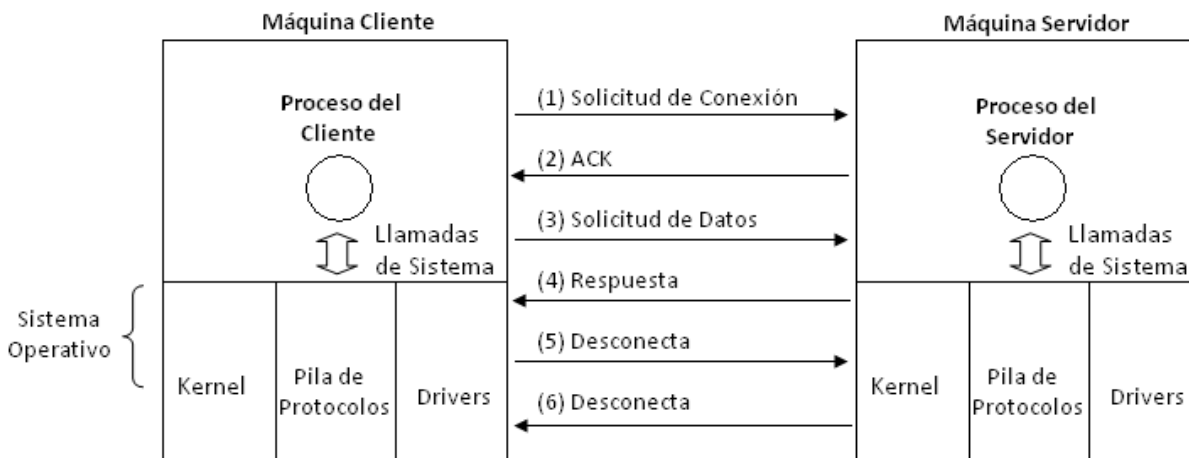 Máquina Cliente
Máquina Servidor
Proceso del
Cliente
(1) Solicitud de Conexión
Proceso del
Servidor
(2) ACK
(3) Solicitud de Datos
Llamadas
de Sistema
Llamadas
de Sistema
(4) Respuesta
Sistema
Operativo
(5) Desconecta
Kernel
Pila de
Protocolos
Drivers
(6) Desconecta
Kernel
Pila de
Protocolos
Drivers